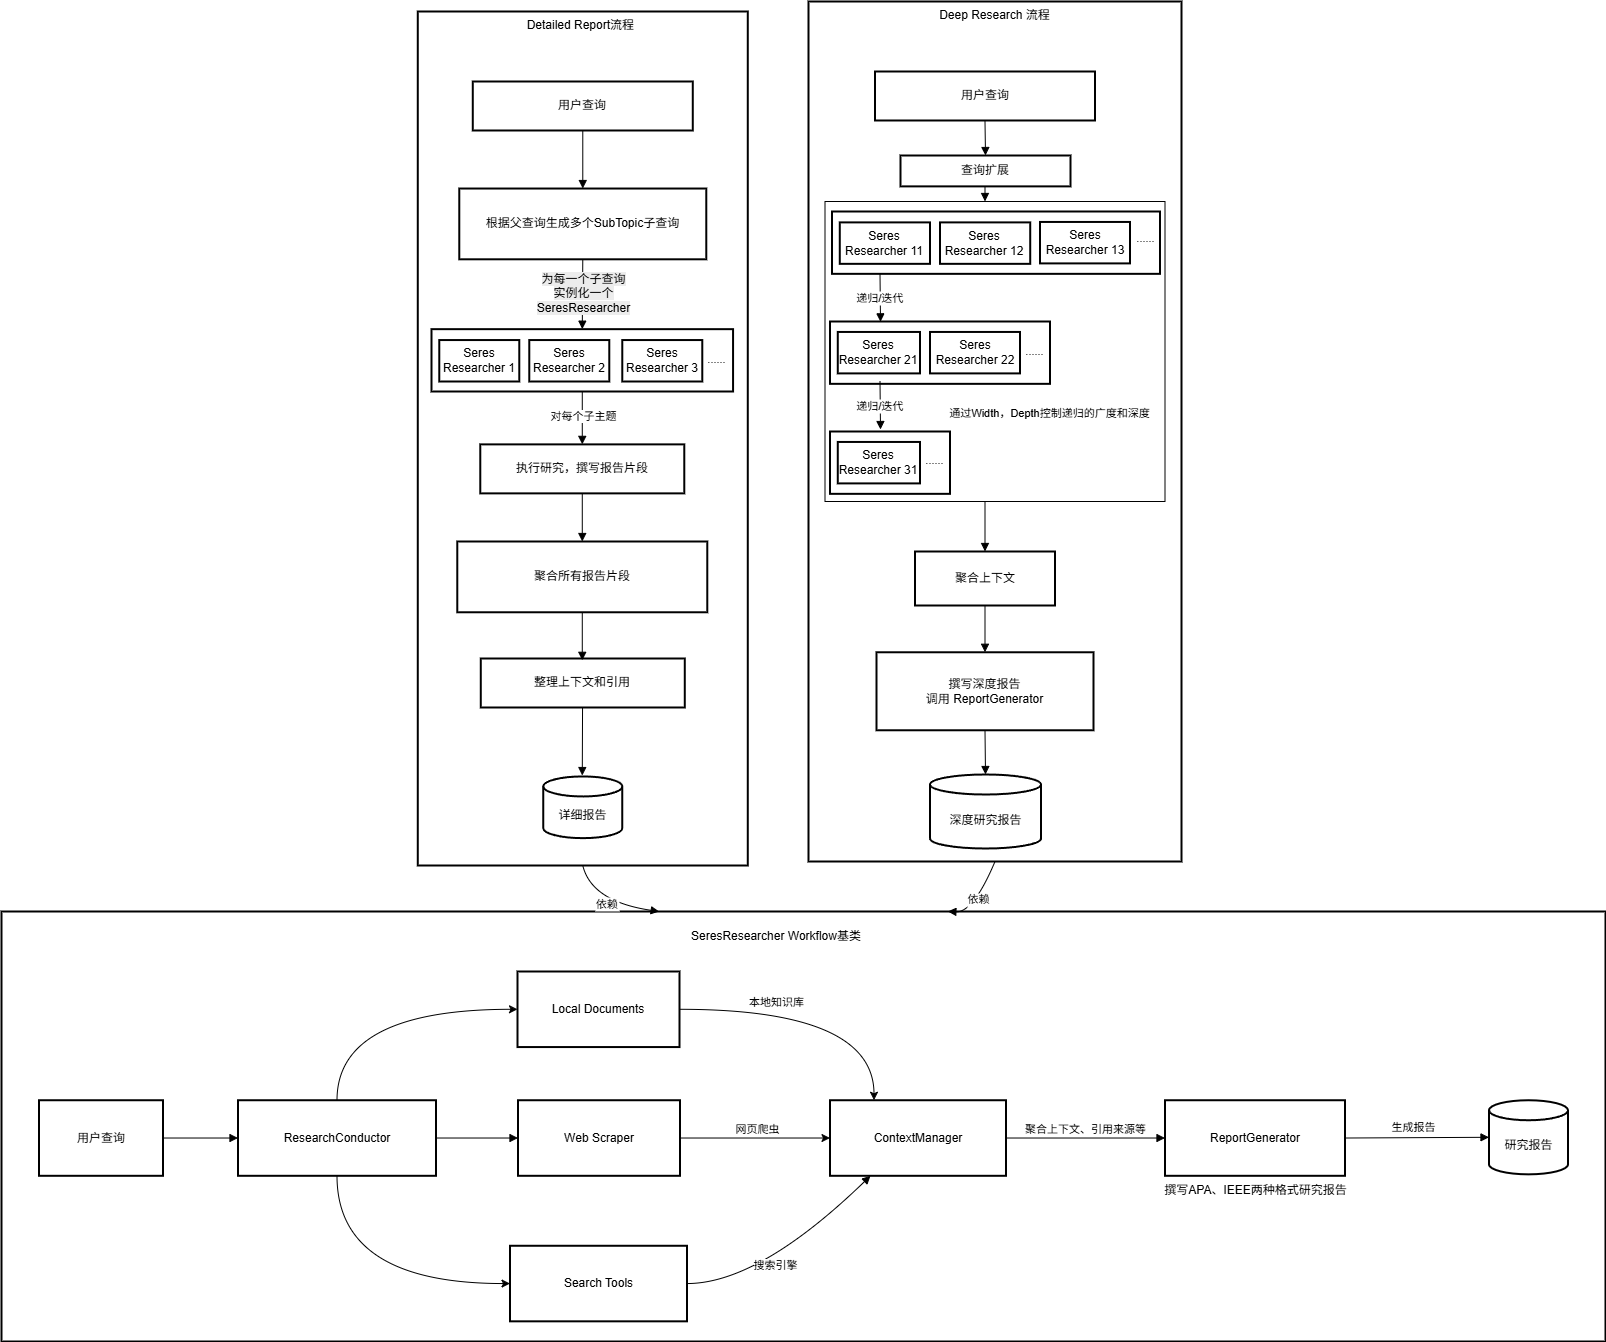 Detailed Report流程
用户查询
根据父查询生成多个SubTopic子查询
为每一个子查询
实例化一个
SeresResearcher
Seres
Researcher 1
Seres
Researcher 2
Seres
Researcher 3
......
对每个子主题
执行研究，撰写报告片段
聚合所有报告片段
整理上下文和引用
详细报告
依赖
Deep Research 流程
用户查询
查询扩展
Seres
Researcher 11
Seres
Researcher 12
Seres
Researcher 13
......
递归/迭代
Seres
Researcher 21
Seres
Researcher 22
......
递归/迭代
通过Width，Depth控制递归的广度和深度
Seres
Researcher 31
......
聚合上下文
撰写深度报告
调用 ReportGenerator
深度研究报告
依赖
SeresResearcher Workflow基类
用户查询
ResearchConductor
Local Documents
本地知识库
Web Scraper
网页爬虫
Search Tools
搜索引擎
ContextManager
聚合上下文、引用来源等
ReportGenerator
撰写APA、IEEE两种格式研究报告
生成报告
研究报告